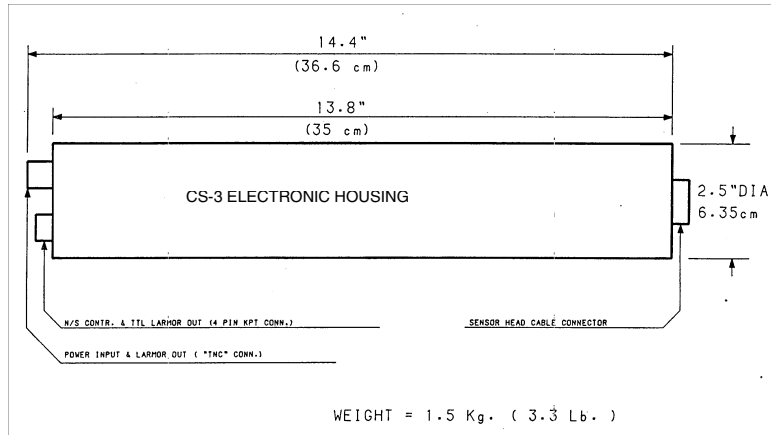 14.4"
(36.6 cm)
13.8"
(35 cm)
CS-3 ELECTRONIC HOUSING
2.5"DIA
6.35cm
N/S CONTR. & TTL LARMOR OUT (4 PIN KPT CONN.)
SENSOR HEAD CABLE CONNECTOR
POWER INPUT & LARMOR OUT ( "TNC" CONN.)
WEIGHT = 1.5 Kg. ( 3.3 Lb. )